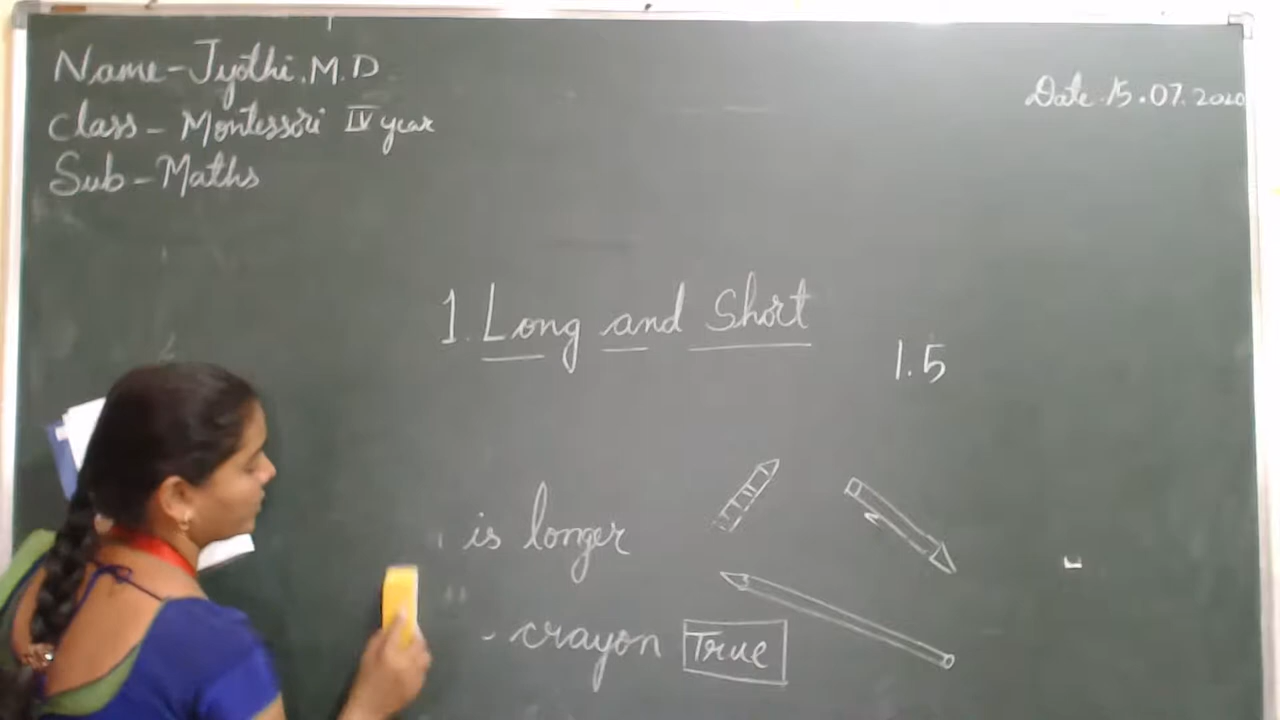 Name-Jyothi.M.D
Date.15.07.2020
Class - Montessori IV year
Sub-Maths
1. Long and Short
1.5
is longer
- crayon True